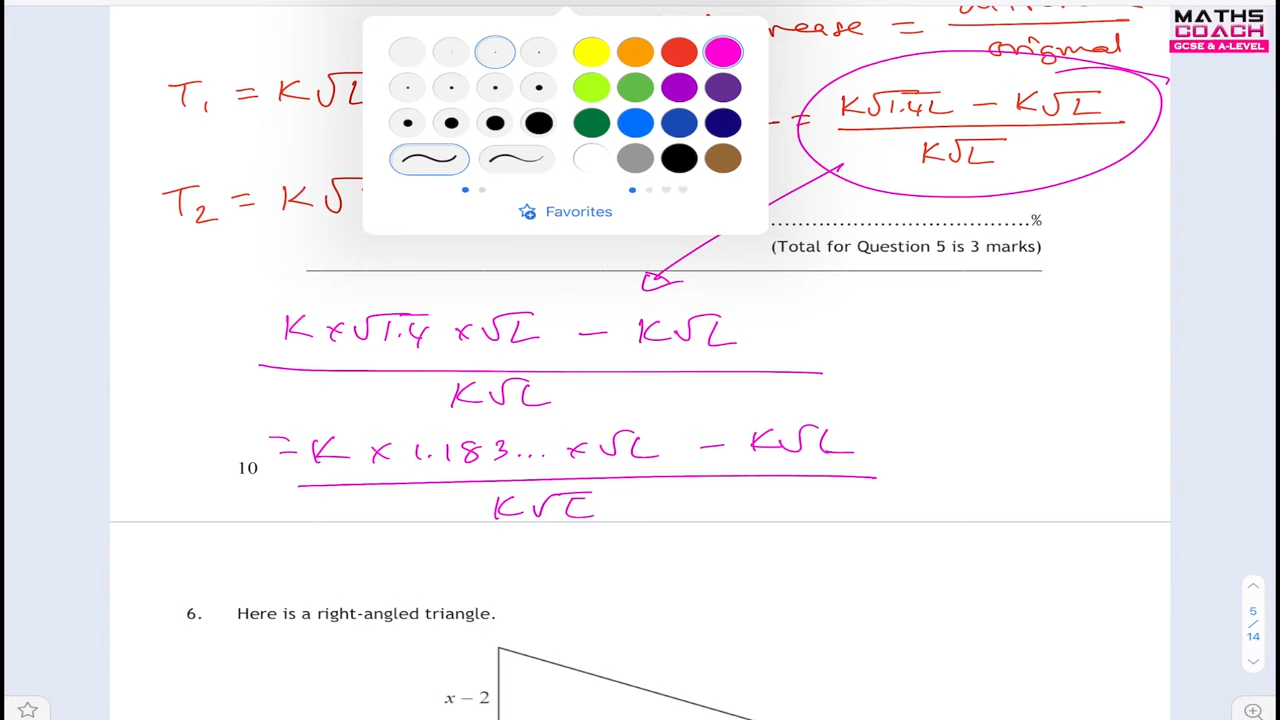 MATHS
COACH
GCSE & A-LEVEL
rease =
original
T₁ = K√L
= K√1.4L − K√L
K√L
T₂ = K√
Favorites
..............................%
(Total for Question 5 is 3 marks)
K × √1.4 × √L − K√L
K√L
= K × 1.183... × √L − K√L
K√L
10
6. Here is a right-angled triangle.
x − 2
5
/
14